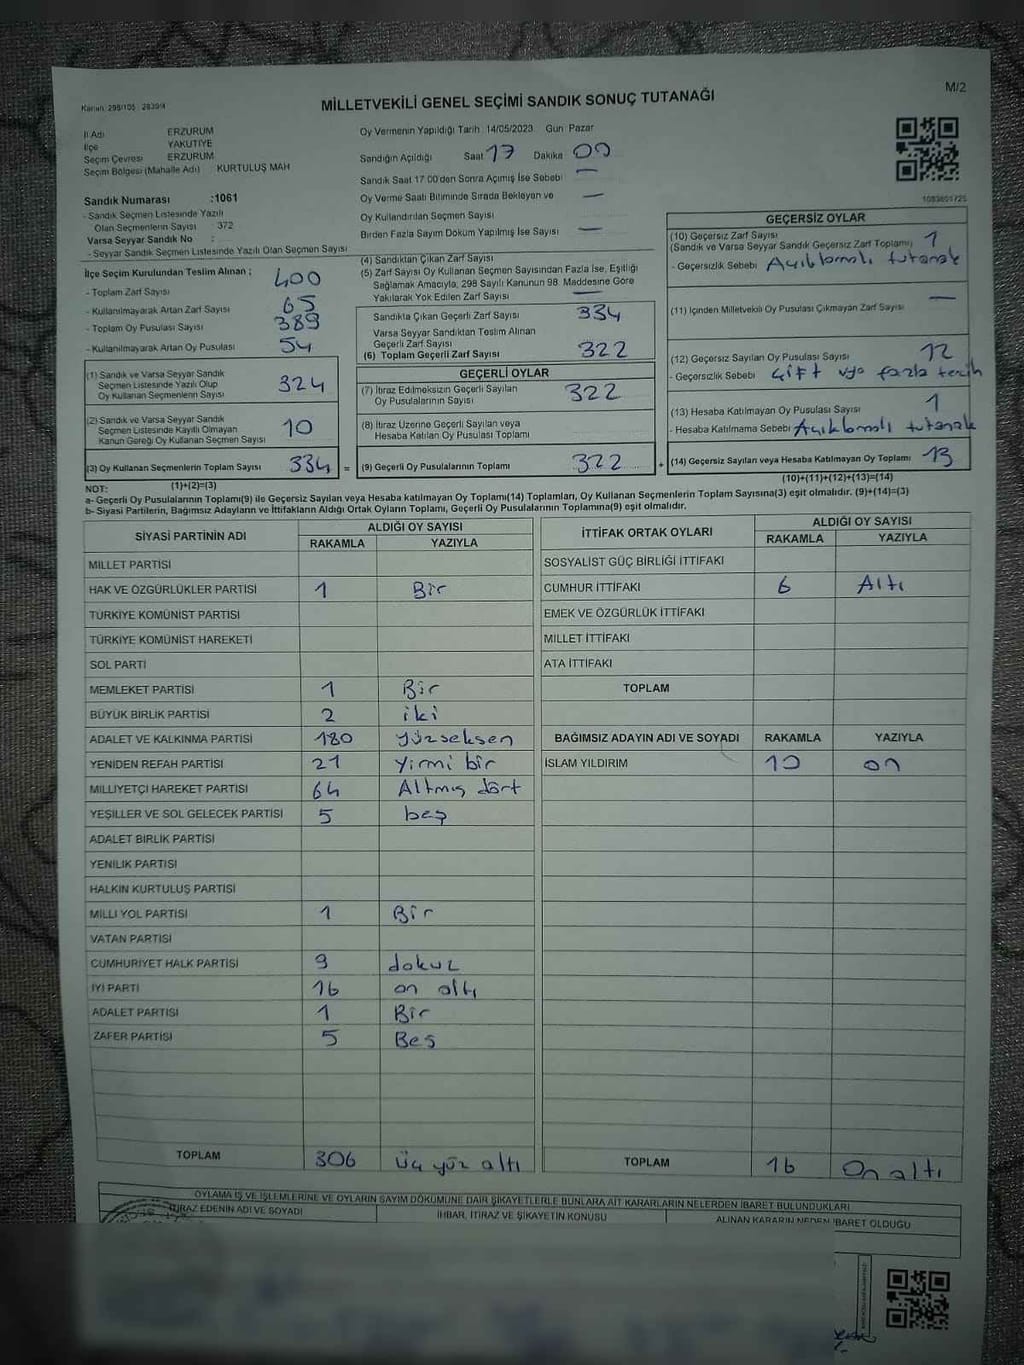 M/2
Kanun 298/105 2839/4
MİLLETVEKİLİ GENEL SEÇİMİ SANDIK SONUÇ TUTANAĞI
İl Adı ERZURUM
İlçe YAKUTİYE
Seçim Çevresi ERZURUM
Seçim Bölgesi (Mahalle Adı) KURTULUŞ MAH
Sandık Numarası :1061
- Sandık Seçmen Listesinde Yazılı
Olan Seçmenlerin Sayısı : 372
Varsa Seyyar Sandık No :
- Seyyar Sandık Seçmen Listesinde Yazılı Olan Seçmen Sayısı
Oy Vermenin Yapıldığı Tarih 14/05/2023 Gün Pazar
Sandığın Açıldığı Saat 17 Dakika 00
Sandık Saat 17 00'den Sonra Açımış İse Sebebi —
Oy Verme Saati Bitiminde Sırada Bekleyan ve —
Oy Kullandırılan Seçmen Sayısı
Birden Fazla Sayım Döküm Yapılmış İse Sayısı —
İlçe Seçim Kurulundan Teslim Alınan ;
- Toplam Zarf Sayısı 400
- Kullanılmayarak Artan Zarf Sayısı 65
- Toplam Oy Pusulası Sayısı 389
- Kullanılmayarak Artan Oy Pusulası 54
(1) Sandık ve Varsa Seyyar Sandık
Seçmen Listesinde Yazılı Olup
Oy Kullanan Seçmenlerin Sayısı 324
(2) Sandık ve Varsa Seyyar Sandık
Seçmen Listesinde Kayıtlı Olmayan
Kanun Gereği Oy Kullanan Seçmen Sayısı 10
(3) Oy Kullanan Seçmenlerin Toplam Sayısı 334 =
(4) Sandıktan Çıkan Zarf Sayısı
(5) Zarf Sayısı Oy Kullanan Seçmen Sayısından Fazla İse, Eşitliği
Sağlamak Amacıyla, 298 Sayılı Kanunun 98. Maddesine Göre
Yakılarak Yok Edilen Zarf Sayısı —
Sandıkta Çıkan Geçerli Zarf Sayısı 334
Varsa Seyyar Sandıktan Teslim Alınan
Geçerli Zarf Sayısı
(6) Toplam Geçerli Zarf Sayısı 322
GEÇERLİ OYLAR
(7) İtiraz Edilmeksizin Geçerli Sayılan
Oy Pusulalarının Sayısı 322
(8) İtiraz Üzerine Geçerli Sayılan veya
Hesaba Katılan Oy Pusulaları Toplamı
(9) Geçerli Oy Pusulalarının Toplamı 322 +
1083801725
GEÇERSİZ OYLAR
(10) Geçersiz Zarf Sayısı
(Sandık ve Varsa Seyyar Sandık Geçersiz Zarf Toplamı) 1
- Geçersizlik Sebebi Açıklamalı tutanak
(11) İçinden Milletvekili Oy Pusulası Çıkmayan Zarf Sayısı —
(12) Geçersiz Sayılan Oy Pusulası Sayısı 12
- Geçersizlik Sebebi Çift vya fazla tercih
(13) Hesaba Katılmayan Oy Pusulası Sayısı 1
- Hesaba Katılmama Sebebi Açıklamalı tutanak
(14) Geçersiz Sayılan veya Hesaba Katılmayan Oy Toplamı 13
NOT: (1)+(2)=(3)
(10)+(11)+(12)+(13)=(14)
a- Geçerli Oy Pusulalarının Toplamı(9) ile Geçersiz Sayılan veya Hesaba katılmayan Oy Toplamı(14) Toplamları, Oy Kullanan Seçmenlerin Toplam Sayısına(3) eşit olmalıdır. (9)+(14)=(3)
b- Siyasi Partilerin, Bağımsız Adayların ve İttifakların Aldığı Ortak Oyların Toplamı, Geçerli Oy Pusulalarının Toplamına(9) eşit olmalıdır.
SİYASİ PARTİNİN ADI ALDIĞI OY SAYISI
RAKAMLA YAZIYLA
MİLLET PARTİSİ
HAK VE ÖZGÜRLÜKLER PARTİSİ 1 Bir
TÜRKİYE KOMÜNİST PARTİSİ
TÜRKİYE KOMÜNİST HAREKETİ
SOL PARTİ
MEMLEKET PARTİSİ 1 Bir
BÜYÜK BİRLİK PARTİSİ 2 iki
ADALET VE KALKINMA PARTİSİ 180 yüzseksen
YENİDEN REFAH PARTİSİ 21 Yirmi bir
MİLLİYETÇİ HAREKET PARTİSİ 64 Altmış dört
YEŞİLLER VE SOL GELECEK PARTİSİ 5 beş
ADALET BİRLİK PARTİSİ
YENİLİK PARTİSİ
HALKIN KURTULUŞ PARTİSİ
MİLLİ YOL PARTİSİ 1 Bir
VATAN PARTİSİ
CUMHURİYET HALK PARTİSİ 9 dokuz
İYİ PARTİ 16 on altı
ADALET PARTİSİ 1 Bir
ZAFER PARTİSİ 5 Beş
TOPLAM 306 üç yüz altı
İTTİFAK ORTAK OYLARI ALDIĞI OY SAYISI
RAKAMLA YAZIYLA
SOSYALİST GÜÇ BİRLİĞİ İTTİFAKI
CUMHUR İTTİFAKI 6 Altı
EMEK VE ÖZGÜRLÜK İTTİFAKI
MİLLET İTTİFAKI
ATA İTTİFAKI
TOPLAM
BAĞIMSIZ ADAYIN ADI VE SOYADI RAKAMLA YAZIYLA
İSLAM YILDIRIM 10 on
TOPLAM 16 On altı
OYLAMA İŞ VE İŞLEMLERİNE VE OYLARIN SAYIM DÖKÜMÜNE DAİR ŞİKAYETLERLE BUNLARA AİT KARARLARIN NELERDEN İBARET BULUNDUKLARI
İTİRAZ EDENİN ADI VE SOYADI İHBAR, İTİRAZ VE ŞİKAYETİN KONUSU ALINAN KARARIN NEDEN İBARET OLDUĞU